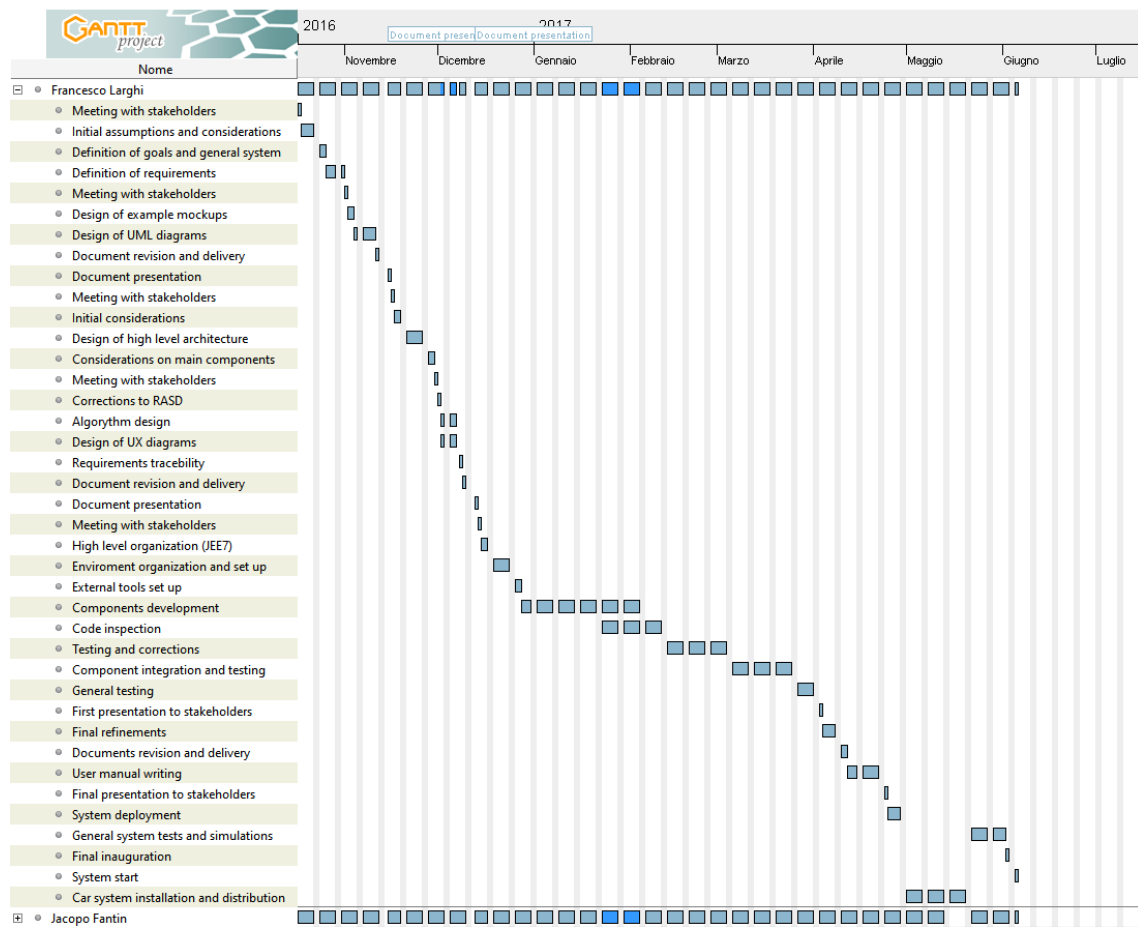 GANTT
project
2016
2017
Document presen
Document presentation
Novembre
Dicembre
Gennaio
Febbraio
Marzo
Aprile
Maggio
Giugno
Luglio
Nome
Francesco Larghi
Meeting with stakeholders
Initial assumptions and considerations
Definition of goals and general system
Definition of requirements
Meeting with stakeholders
Design of example mockups
Design of UML diagrams
Document revision and delivery
Document presentation
Meeting with stakeholders
Initial considerations
Design of high level architecture
Considerations on main components
Meeting with stakeholders
Corrections to RASD
Algorythm design
Design of UX diagrams
Requirements tracebility
Document revision and delivery
Document presentation
Meeting with stakeholders
High level organization (JEE7)
Enviroment organization and set up
External tools set up
Components development
Code inspection
Testing and corrections
Component integration and testing
General testing
First presentation to stakeholders
Final refinements
Documents revision and delivery
User manual writing
Final presentation to stakeholders
System deployment
General system tests and simulations
Final inauguration
System start
Car system installation and distribution
Jacopo Fantin